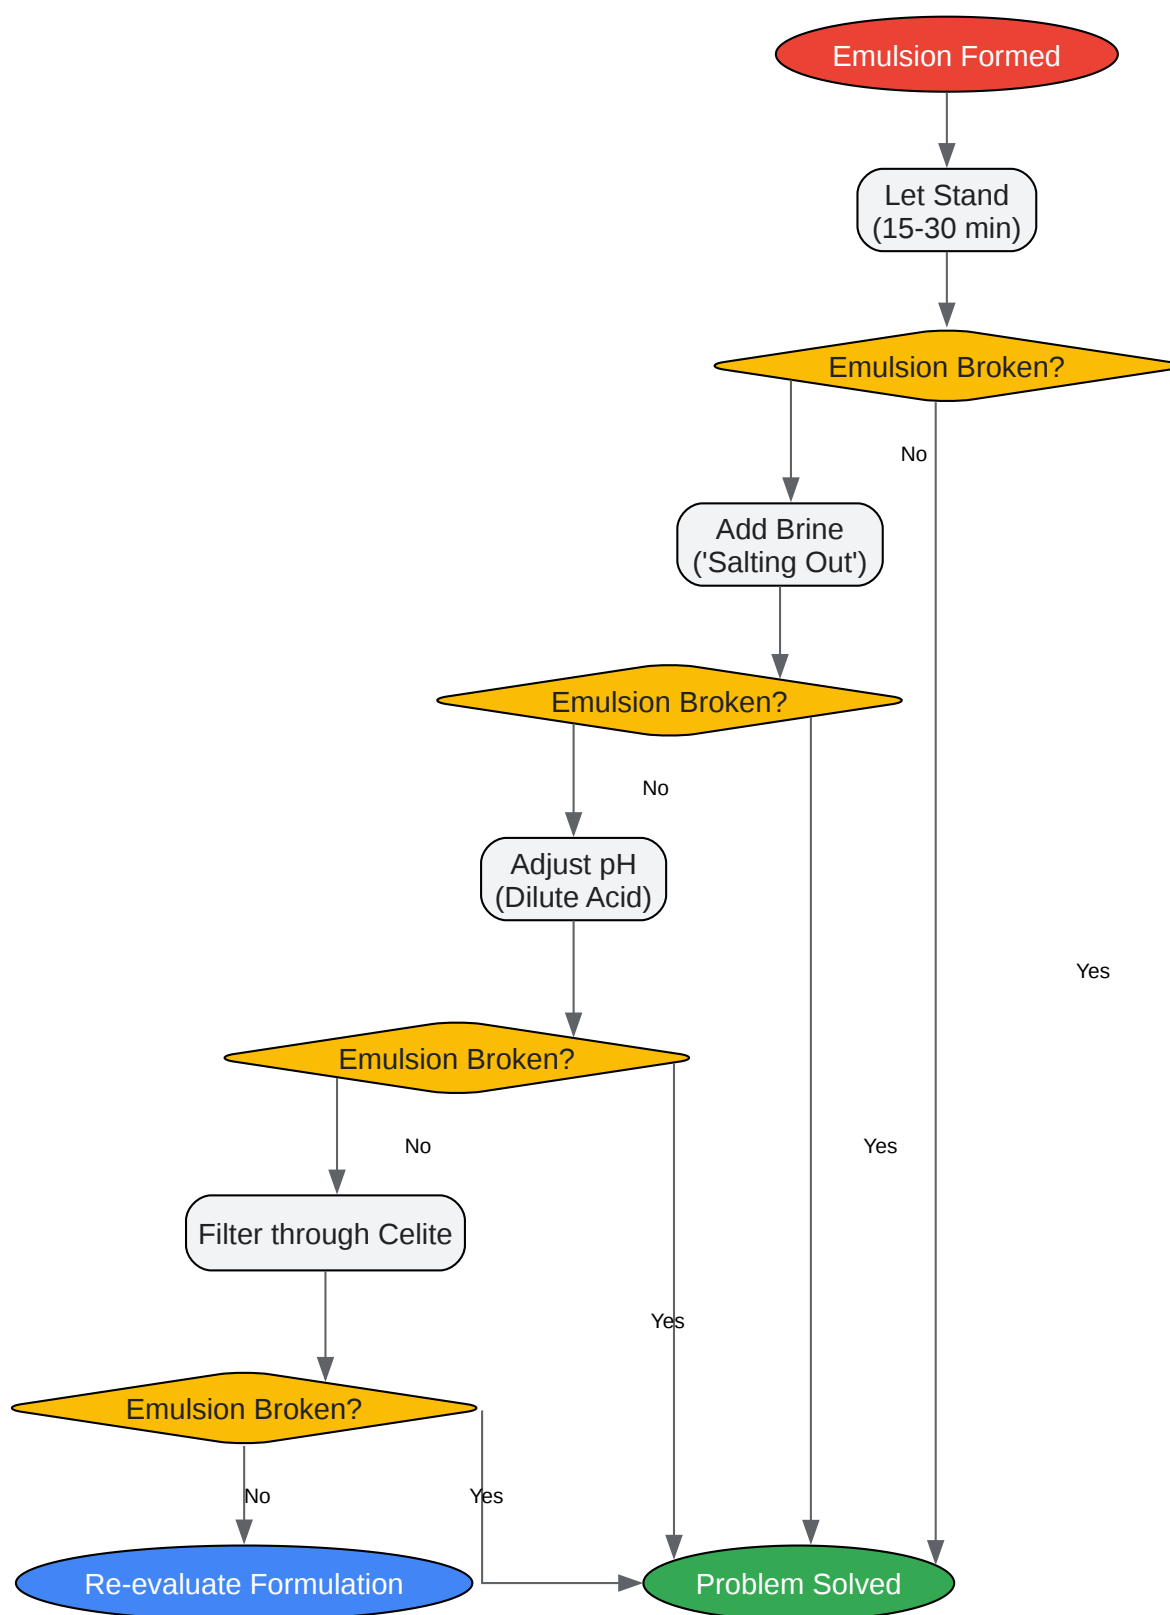 Emulsion Formed
Let Stand
(15-30 min)
Emulsion Broken?
No
Add Brine
('Salting Out')
Emulsion Broken?
No
Adjust pH
(Dilute Acid)
Yes
Emulsion Broken?
No
Yes
Filter through Celite
Yes
Emulsion Broken?
No
Yes
Re-evaluate Formulation
Problem Solved